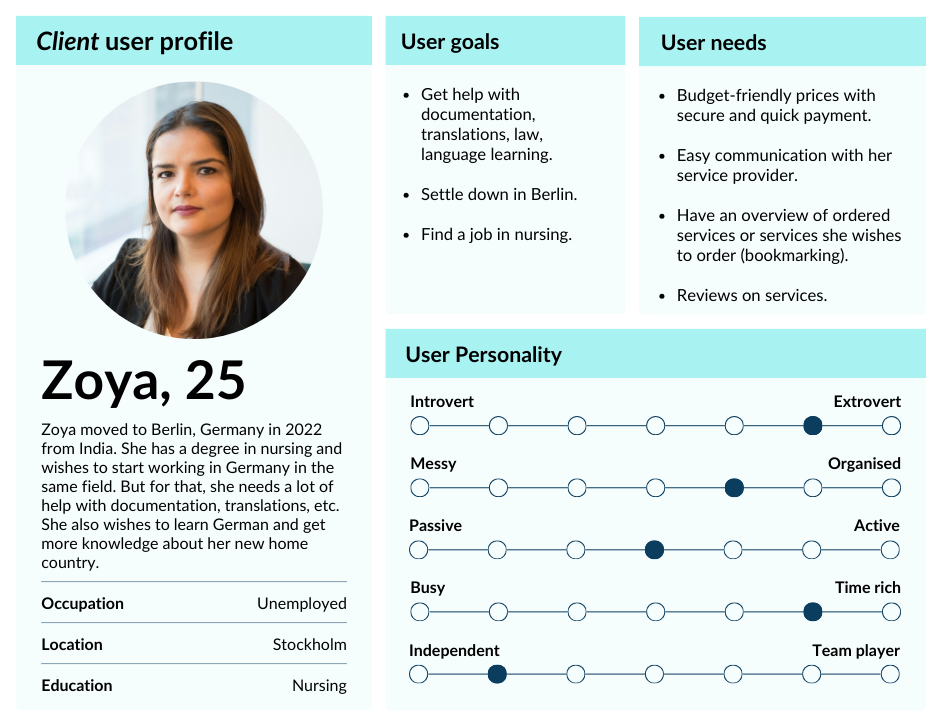 Client user profile
Zoya, 25
Zoya moved to Berlin, Germany in 2022
from India. She has a degree in nursing and
wishes to start working in Germany in the
same field. But for that, she needs a lot of
help with documentation, translations, etc.
She also wishes to learn German and get
more knowledge about her new home
country.
Occupation Unemployed
Location Stockholm
Education Nursing
User goals
• Get help with
documentation,
translations, law,
language learning.
• Settle down in Berlin.
• Find a job in nursing.
User needs
• Budget-friendly prices with
secure and quick payment.
• Easy communication with her
service provider.
• Have an overview of ordered
services or services she wishes
to order (bookmarking).
• Reviews on services.
User Personality
Introvert Extrovert
Messy Organised
Passive Active
Busy Time rich
Independent Team player